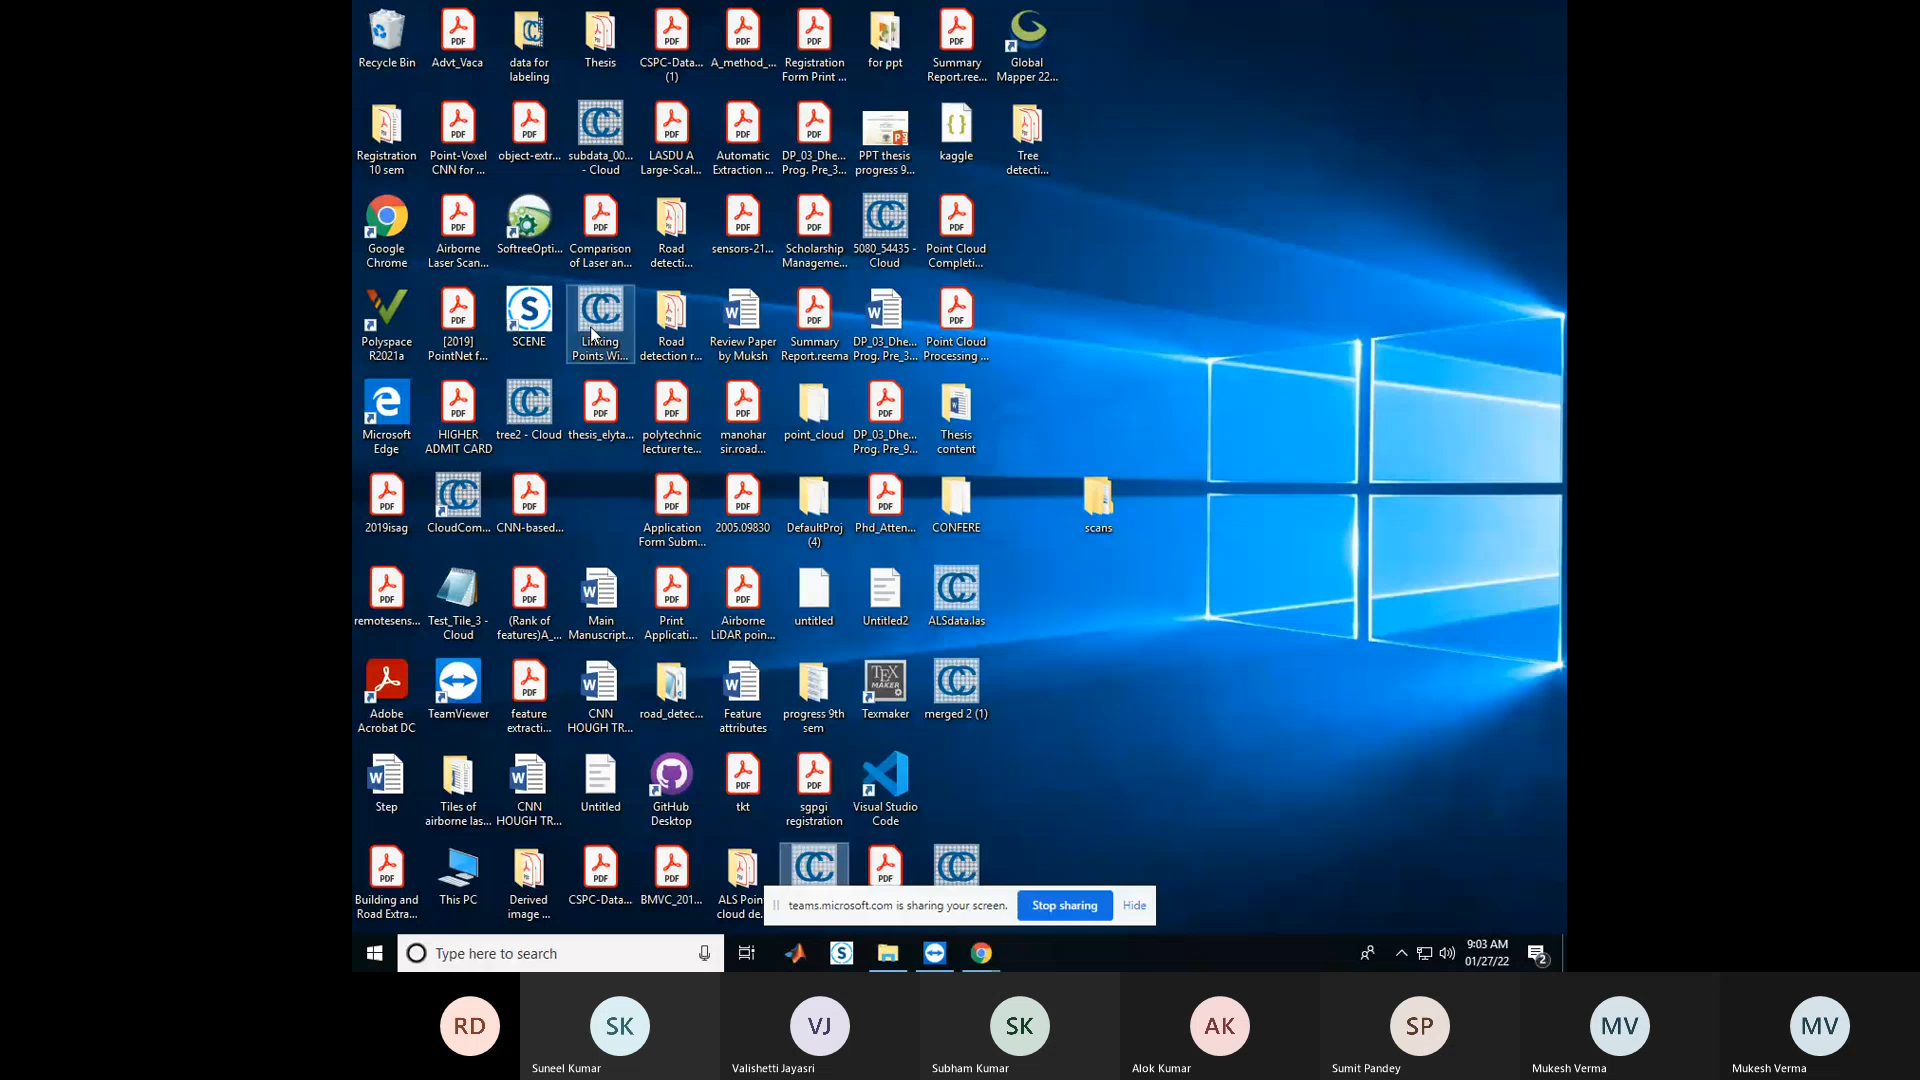 Recycle Bin
Advt_Vaca
data for
labeling
Thesis
CSPC-Data...
(1)
A_method_...
Registration
Form Print ...
for ppt
Summary
Report.ree...
Global
Mapper 22...
Registration
10 sem
Point-Voxel
CNN for ...
object-extr...
subdata_00...
- Cloud
LASDU A
Large-Scal...
Automatic
Extraction ...
DP_03_Dhe...
Prog. Pre_3...
PPT thesis
progress 9...
kaggle
Tree
detecti...
Google
Chrome
Airborne
Laser Scan...
SoftreeOpti...
Comparison
of Laser an...
Road
detecti...
sensors-21...
Scholarship
Manageme...
5080_54435 -
Cloud
Point Cloud
Completi...
Polyspace
R2021a
[2019]
PointNet f...
SCENE
Linking
Points Wi...
Road
detection r...
Review Paper
by Muksh
Summary
Report.reema
DP_03_Dhe...
Prog. Pre_3...
Point Cloud
Processing ...
Microsoft
Edge
HIGHER
ADMIT CARD
tree2 - Cloud
thesis_elyta...
polytechnic
lecturer te...
manohar
sir.road...
point_cloud
DP_03_Dhe...
Prog. Pre_9...
Thesis
content
2019isag
CloudCom...
CNN-based...
Application
Form Subm...
2005.09830
DefaultProj
(4)
Phd_Atten...
CONFERE
scans
remotesens...
Test_Tile_3 -
Cloud
(Rank of
features)A_...
Main
Manuscript...
Print
Applicati...
Airborne
LiDAR poin...
untitled
Untitled2
ALSdata.las
Adobe
Acrobat DC
TeamViewer
feature
extracti...
CNN
HOUGH TR...
road_detec...
Feature
attributes
progress 9th
sem
Texmaker
merged 2 (1)
Step
Tiles of
airborne las...
CNN
HOUGH TR...
Untitled
GitHub
Desktop
tkt
sgpgi
registration
Visual Studio
Code
Building and
Road Extra...
This PC
Derived
image ...
CSPC-Data...
BMVC_201...
ALS Poin
cloud de...
teams.microsoft.com is sharing your screen.
Stop sharing
Hide
Type here to search
9:03 AM
01/27/22
2
RD
SK
VJ
SK
AK
SP
MV
MV
Suneel Kumar
Valishetti Jayasri
Subham Kumar
Alok Kumar
Sumit Pandey
Mukesh Verma
Mukesh Verma